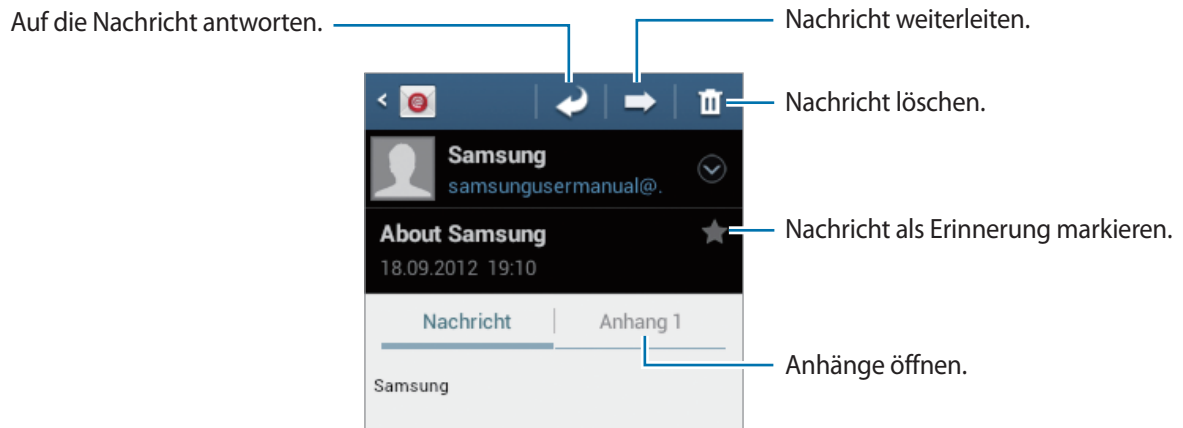 Auf die Nachricht antworten.
Nachricht weiterleiten.
Nachricht löschen.
Samsung
samsungusermanual@.
About Samsung
Nachricht als Erinnerung markieren.
18.09.2012 19:10
Nachricht
Anhang 1
Anhänge öffnen.
Samsung